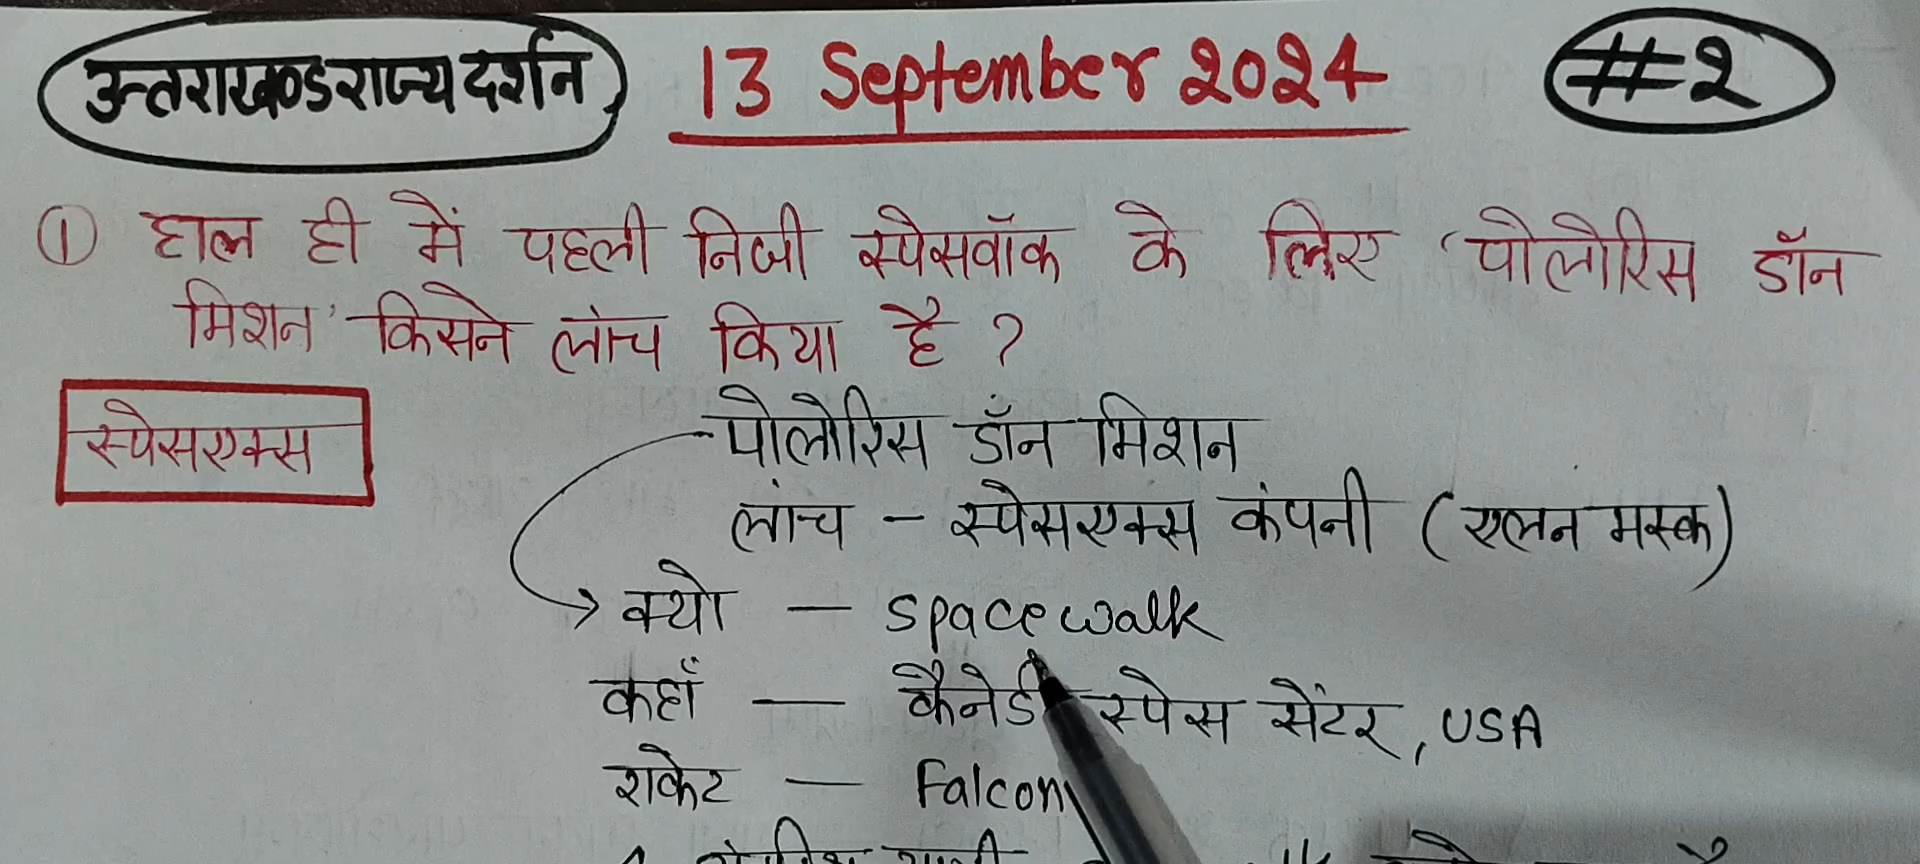 उत्तराखण्ड राज्य दर्शन 13 September 2024 #2
① हाल ही में पहली निजी स्पेसवॉक के लिए 'पोलोरिस डॉन
मिशन' किसने लांच किया है ?
स्पेसएक्स
पोलोरिस डॉन मिशन
लांच - स्पेसएक्स कंपनी (एलन मस्क)
→ क्यो - spacewalk
कहाँ - कैनेडी स्पेस सेंटर, USA
राकेट - Falcon